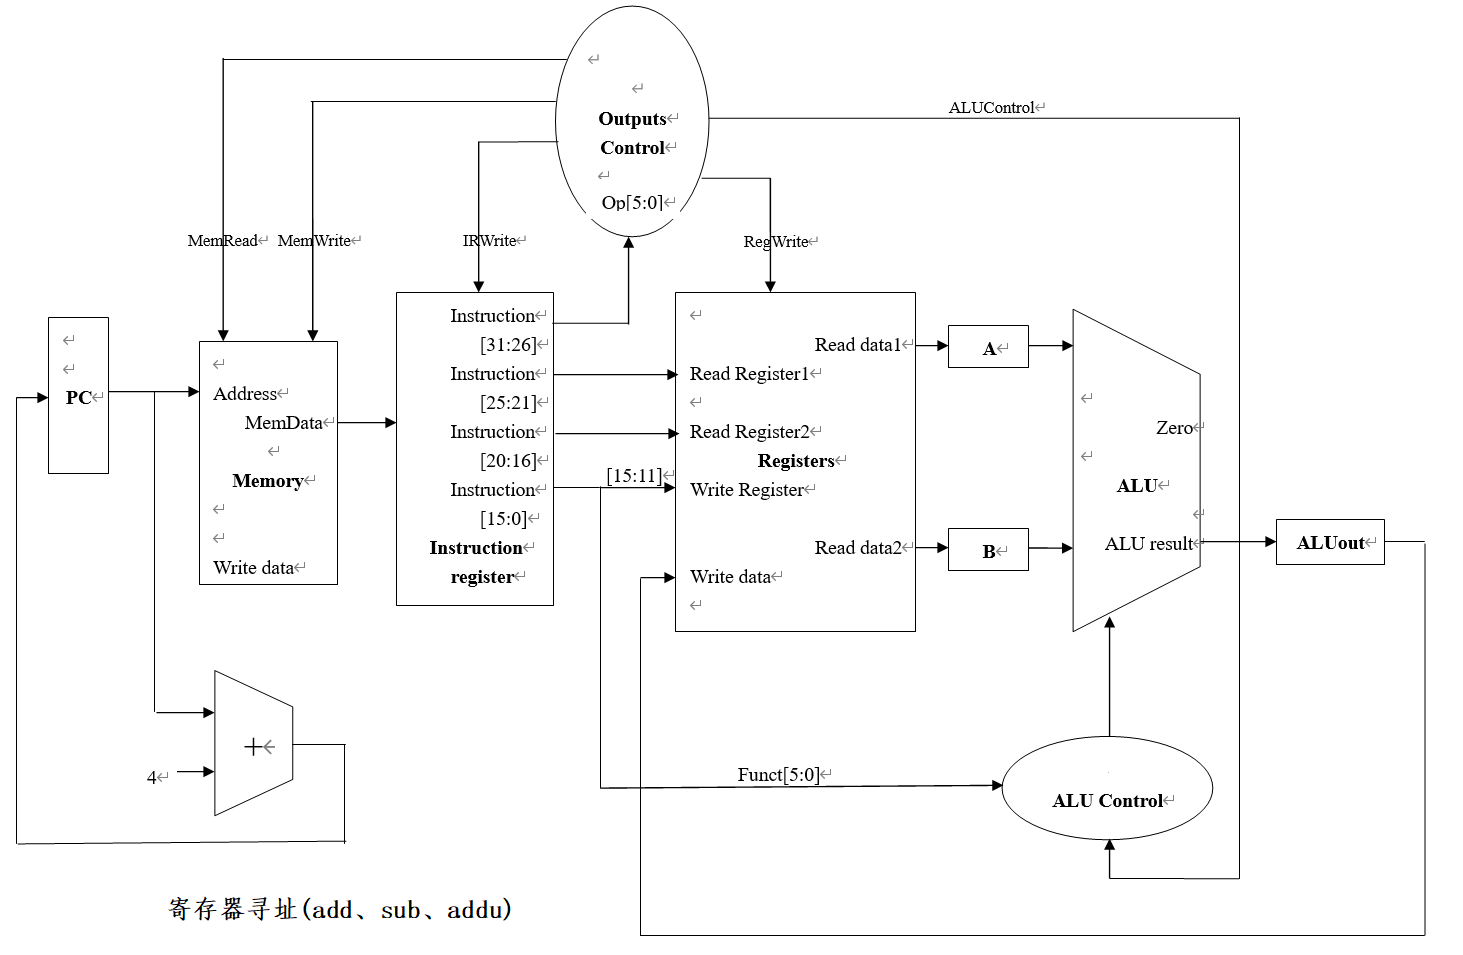 Outputs
Control
Op[5:0]
ALUControl
MemRead
MemWrite
IRWrite
RegWrite
PC
Address
MemData
Memory
Write data
Instruction
[31:26]
Instruction
[25:21]
Instruction
[20:16]
Instruction
[15:0]
Instruction
register
[15:11]
Read data1
Read Register1
Read Register2
Registers
Write Register
Read data2
Write data
A
B
Zero
ALU
ALU result
ALUout
+
4
Funct[5:0]
ALU Control
寄存器寻址(add、sub、addu)